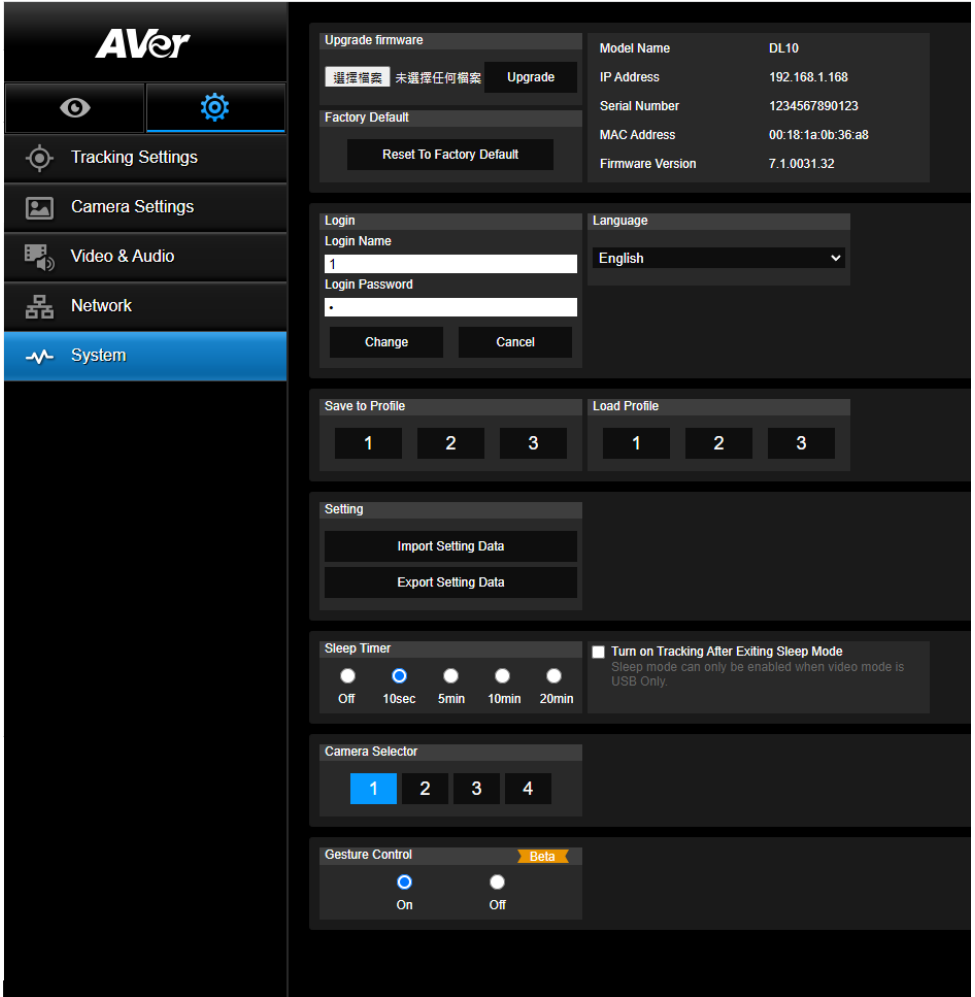 AVer
Tracking Settings
Camera Settings
Video & Audio
Network
System
Upgrade firmware
選擇檔案 未選擇任何檔案 Upgrade
Factory Default
Reset To Factory Default
Model Name DL10
IP Address 192.168.1.168
Serial Number 1234567890123
MAC Address 00:18:1a:0b:36:a8
Firmware Version 7.1.0031.32
Login
Login Name
1
Login Password
•
Change Cancel
Language
English
Save to Profile
1 2 3
Load Profile
1 2 3
Setting
Import Setting Data
Export Setting Data
Sleep Timer
Off 10sec 5min 10min 20min
Turn on Tracking After Exiting Sleep Mode
Sleep mode can only be enabled when video mode is
USB Only.
Camera Selector
1 2 3 4
Gesture Control Beta
On Off